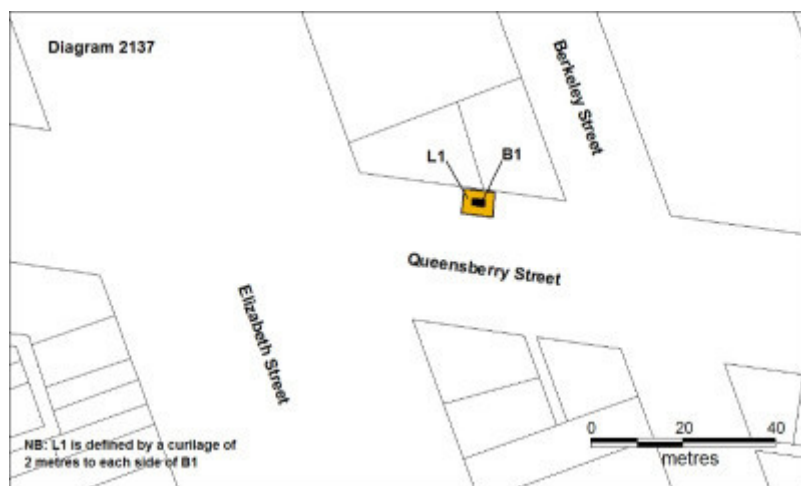 Diagram 2137
Berkeley Street
L1
B1
Queensberry Street
Elizabeth Street
NB: L1 is defined by a curilage of
2 metres to each side of B1
0 20 40
metres